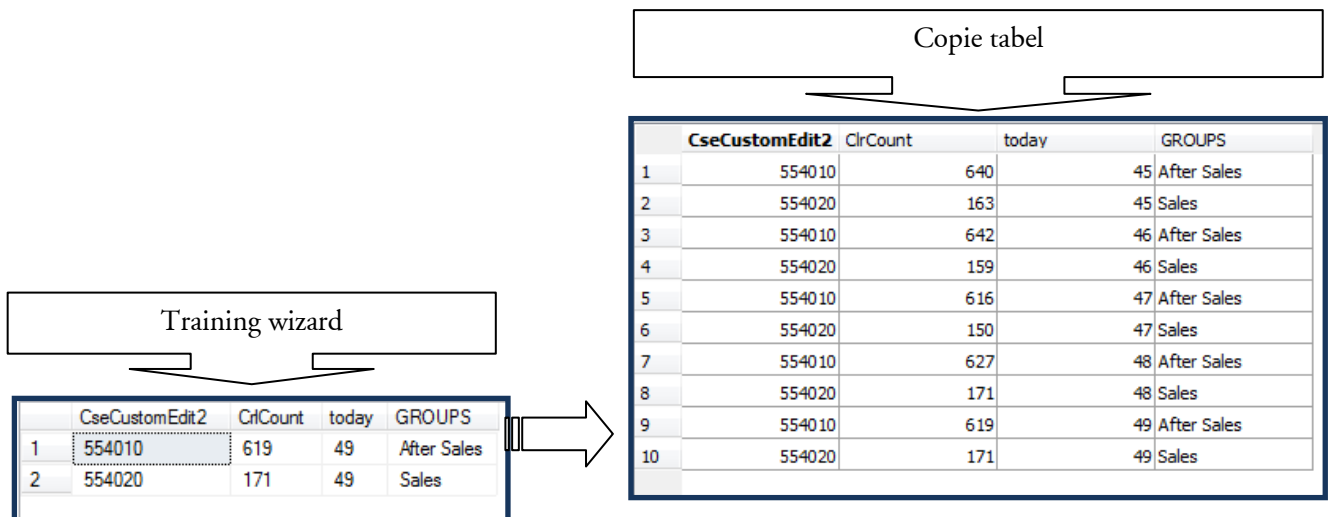 Copie tabel
CseCustomEdit2 ClrCount today GROUPS
1 554010 640 45 After Sales
2 554020 163 45 Sales
3 554010 642 46 After Sales
4 554020 159 46 Sales
5 554010 616 47 After Sales
6 554020 150 47 Sales
7 554010 627 48 After Sales
8 554020 171 48 Sales
9 554010 619 49 After Sales
10 554020 171 49 Sales
Training wizard
CseCustomEdit2 CrlCount today GROUPS
1 554010 619 49 After Sales
2 554020 171 49 Sales